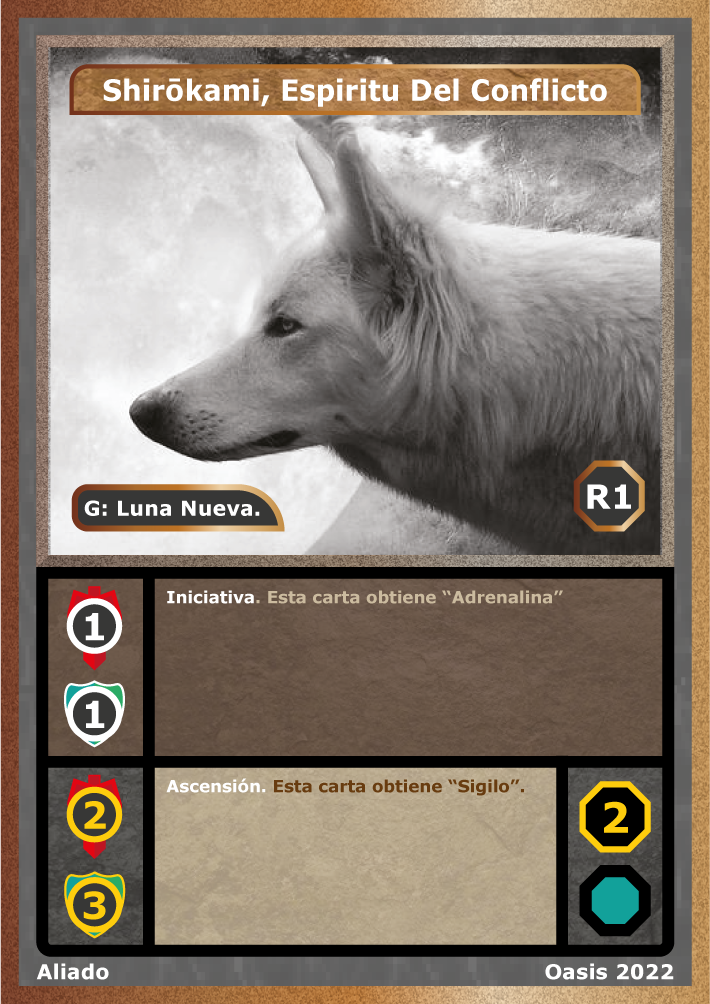 Shirōkami, Espiritu Del Conflicto
G: Luna Nueva.
R1
1
Iniciativa. Esta carta obtiene “Adrenalina”
1
2
Ascensión. Esta carta obtiene “Sigilo”.
2
3
Aliado
Oasis 2022